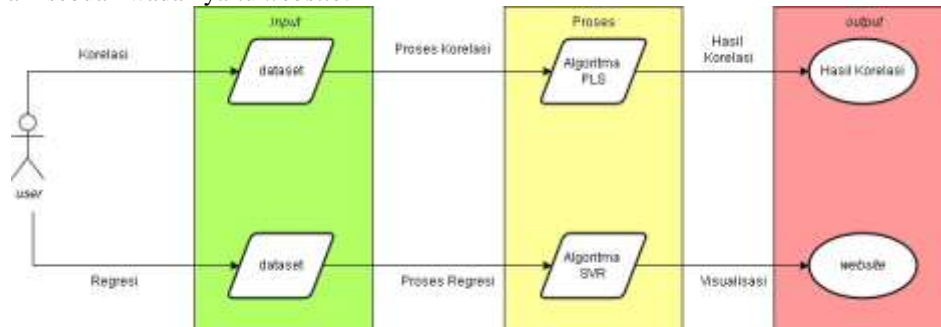 input
Proses
output
Korelasi
dataset
Proses Korelasi
Algoritma
PLS
Hasil
Korelasi
Hasil Korelasi
user
Regresi
dataset
Proses Regresi
Algoritma
SVR
Visualisasi
website